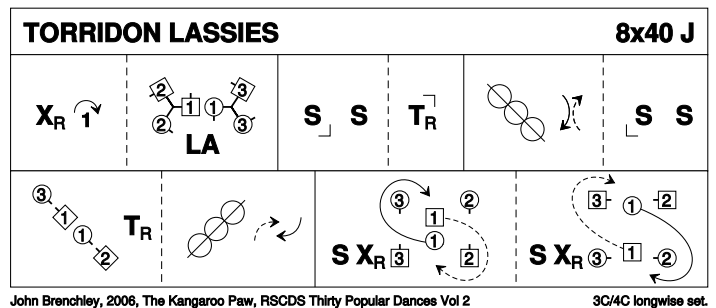 TORRIDON LASSIES 8x40 J
XR 1 2 2 1 1 3 3 LA S S TR S S
3 1 1 2 TR S XR 3 2 1 1 3 2 S XR 3 2 1 1 3 2
John Brenchley, 2006, The Kangaroo Paw, RSCDS Thirty Popular Dances Vol 2 3C/4C longwise set.